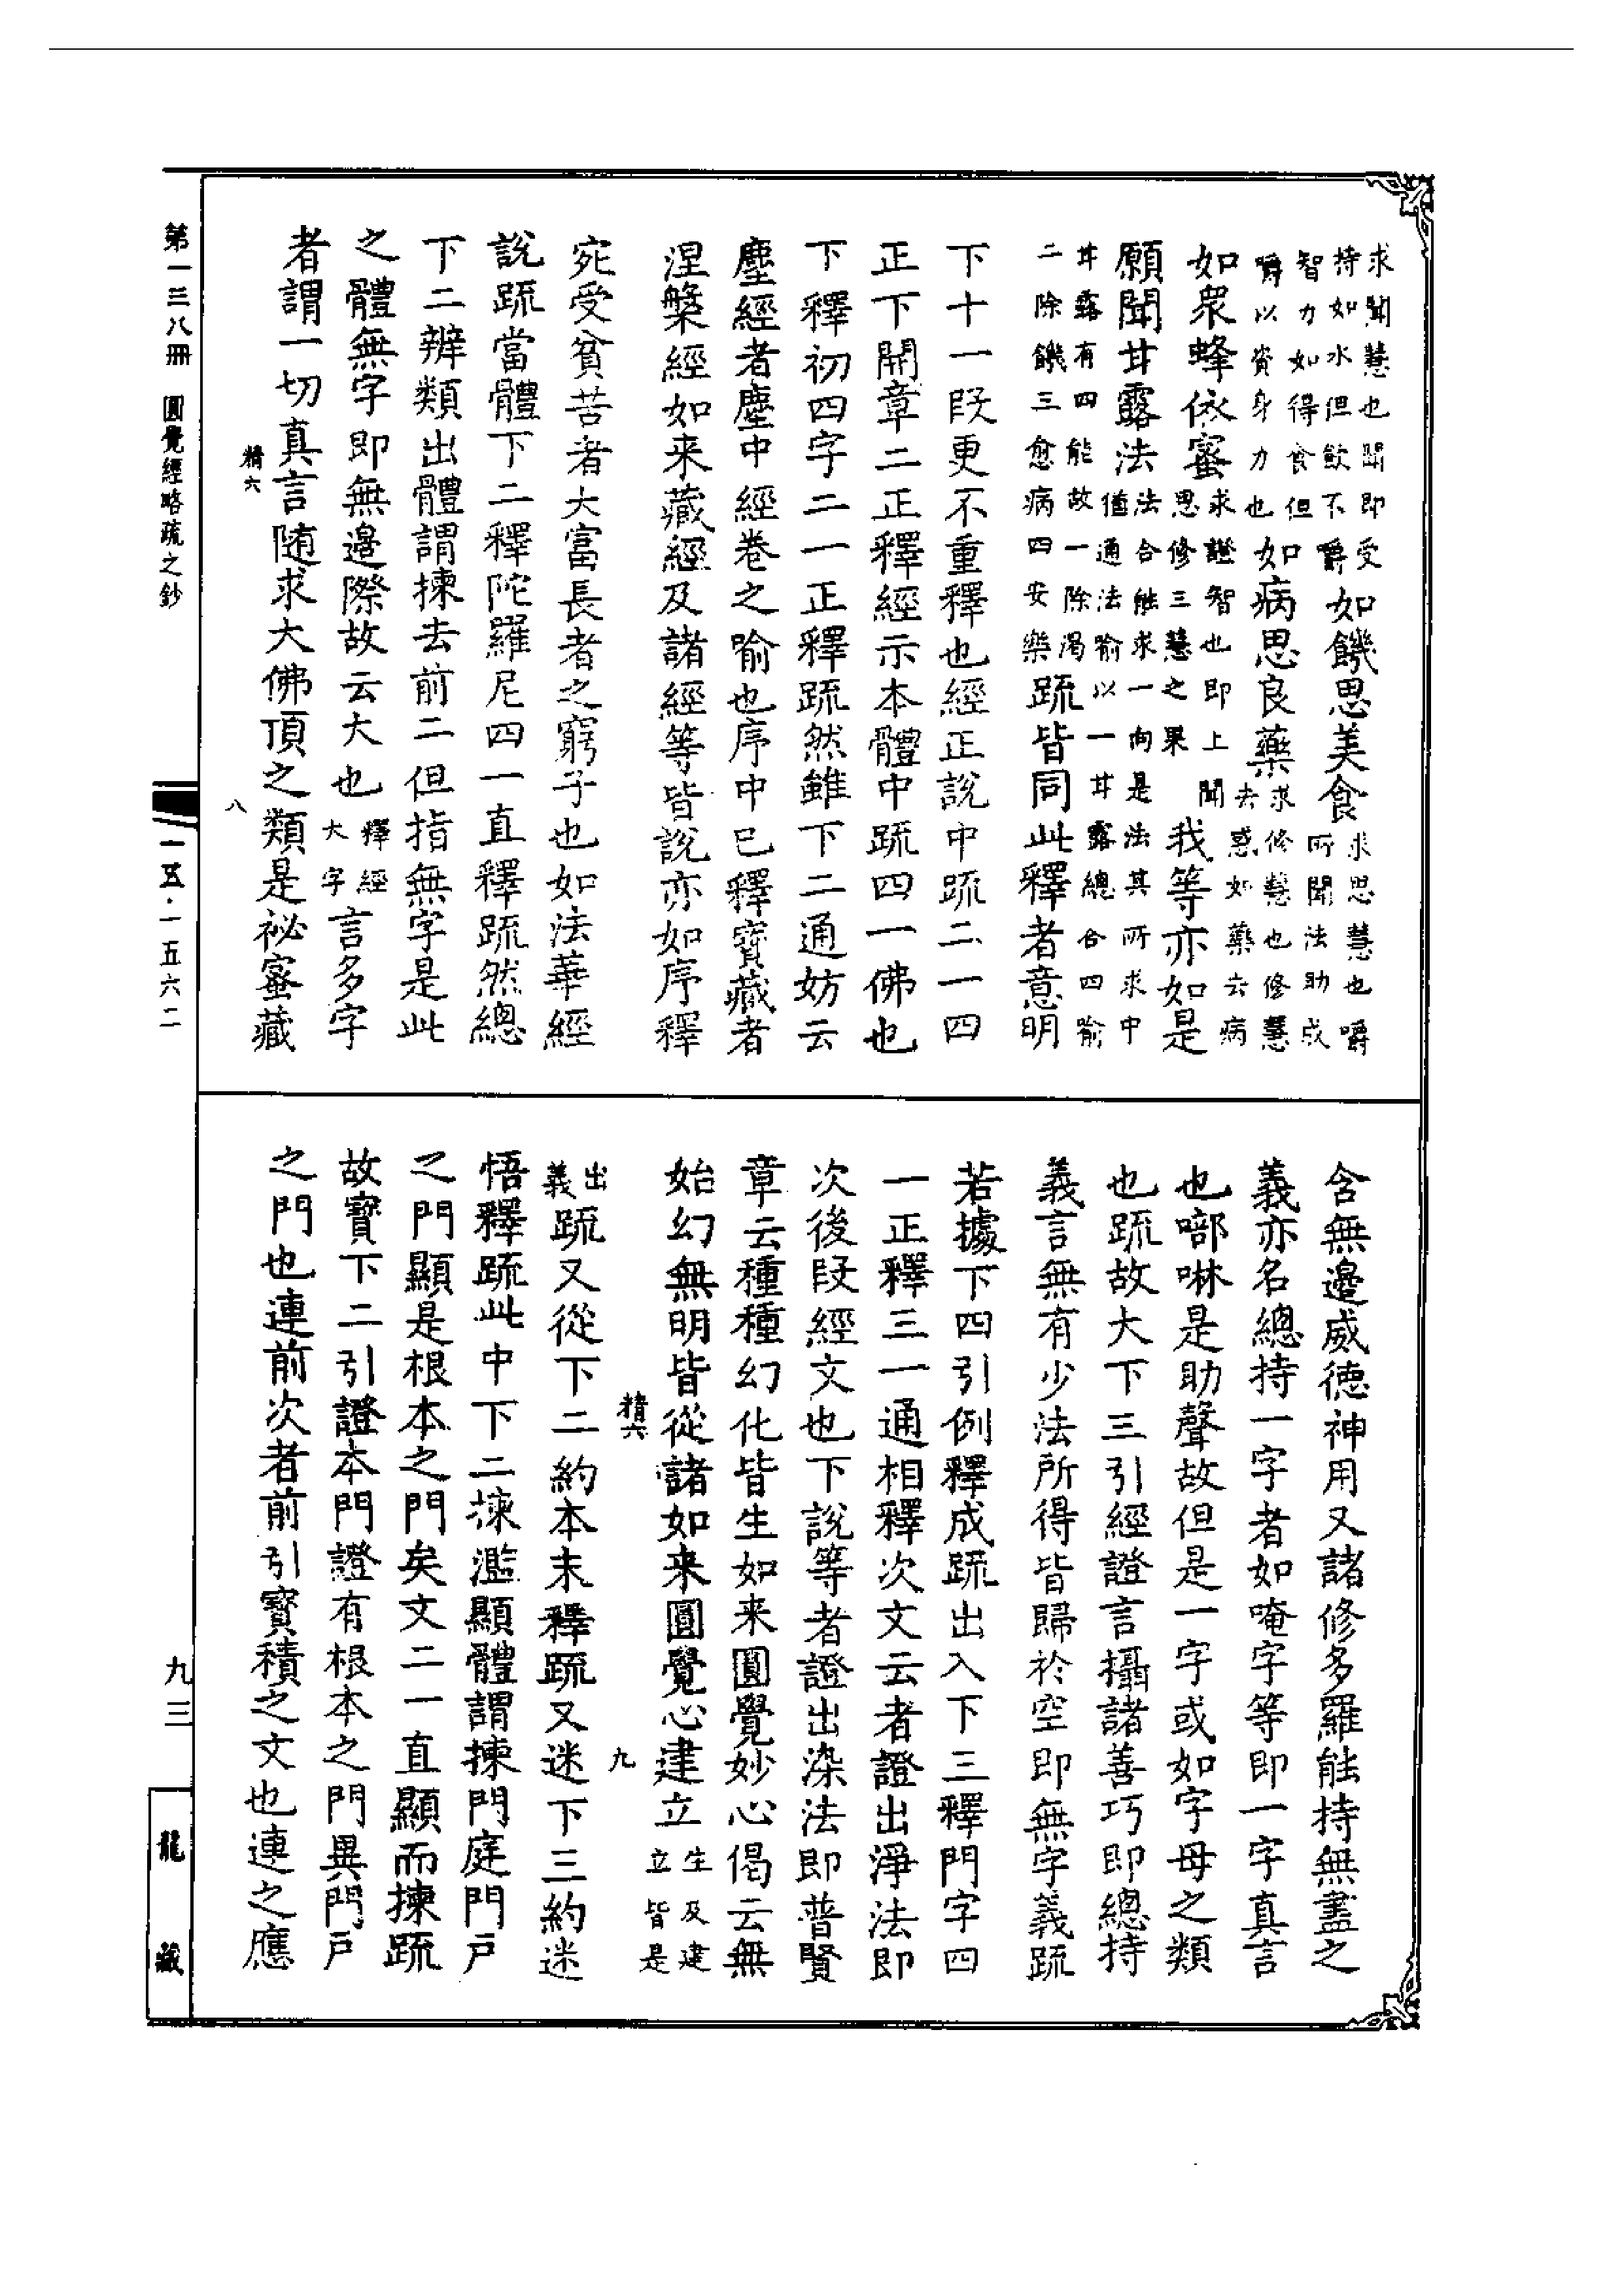 求聞慧也聞即受
持如水但飲不嚼
如饑思美食
求思慧也嚼
所聞法助成
智力如得食但
嚼以資身力也
如病思良藥
求修慧也修慧
去惑如藥去病
如衆蜂依蜜
求證智也即上聞
思修三慧之果
我等亦如是
願聞甘露法
法合能求一向是法其所求中
猶通法喻以一甘露總合四喻
甘露有四能故一除渴
二除饑三愈病四安樂
疏皆同此釋者意明
下十一段更不重釋也經正說中疏二一四
正下開章二正釋經示本體中疏四一佛也
下釋初四字二一正釋疏然雖下二通妨云
塵經者塵中經卷之喻也序中已釋寶藏者
涅槃經如来藏經及諸經等皆說亦如序釋
宛受貧苦者大富長者之窮子也如法華經
說疏當體下二釋陀羅尼四一直釋疏然總
下二辨類出體謂揀去前二但指無字是此
之體無字即無邊際故云大也
釋經
大字
言多字
者謂一切真言随求大佛頂之類是祕蜜藏
精六
八
含無邊威德神用又諸修多羅能持無盡之
義亦名總持一字者如唵字等即一字真言
也㗶啉是助聲故但是一字或如字母之類
也疏故大下三引經證言攝諸善巧即總持
義言無有少法所得皆歸於空即無字義疏
若據下四引例釋成疏出入下三釋門字四
一正釋三一通相釋次文云者證出淨法即
次後段經文也下說等者證出染法即普賢
章云種種幻化皆生如来圓覺妙心偈云無
始幻無明皆從諸如来圓覺心建立
生及建
立皆是
精六
九
出
義
疏又從下二約本末釋疏又迷下三約迷
悟釋疏此中下二揀濫顯體謂揀門庭門戶
之門顯是根本之門矣文二一直顯而揀疏
故寶下二引證本門證有根本之門異門戶
之門也連前次者前引寶積之文也連之應
第一三八冊　圓覺經略疏之鈔
一五五·一五六二
九三
龍藏